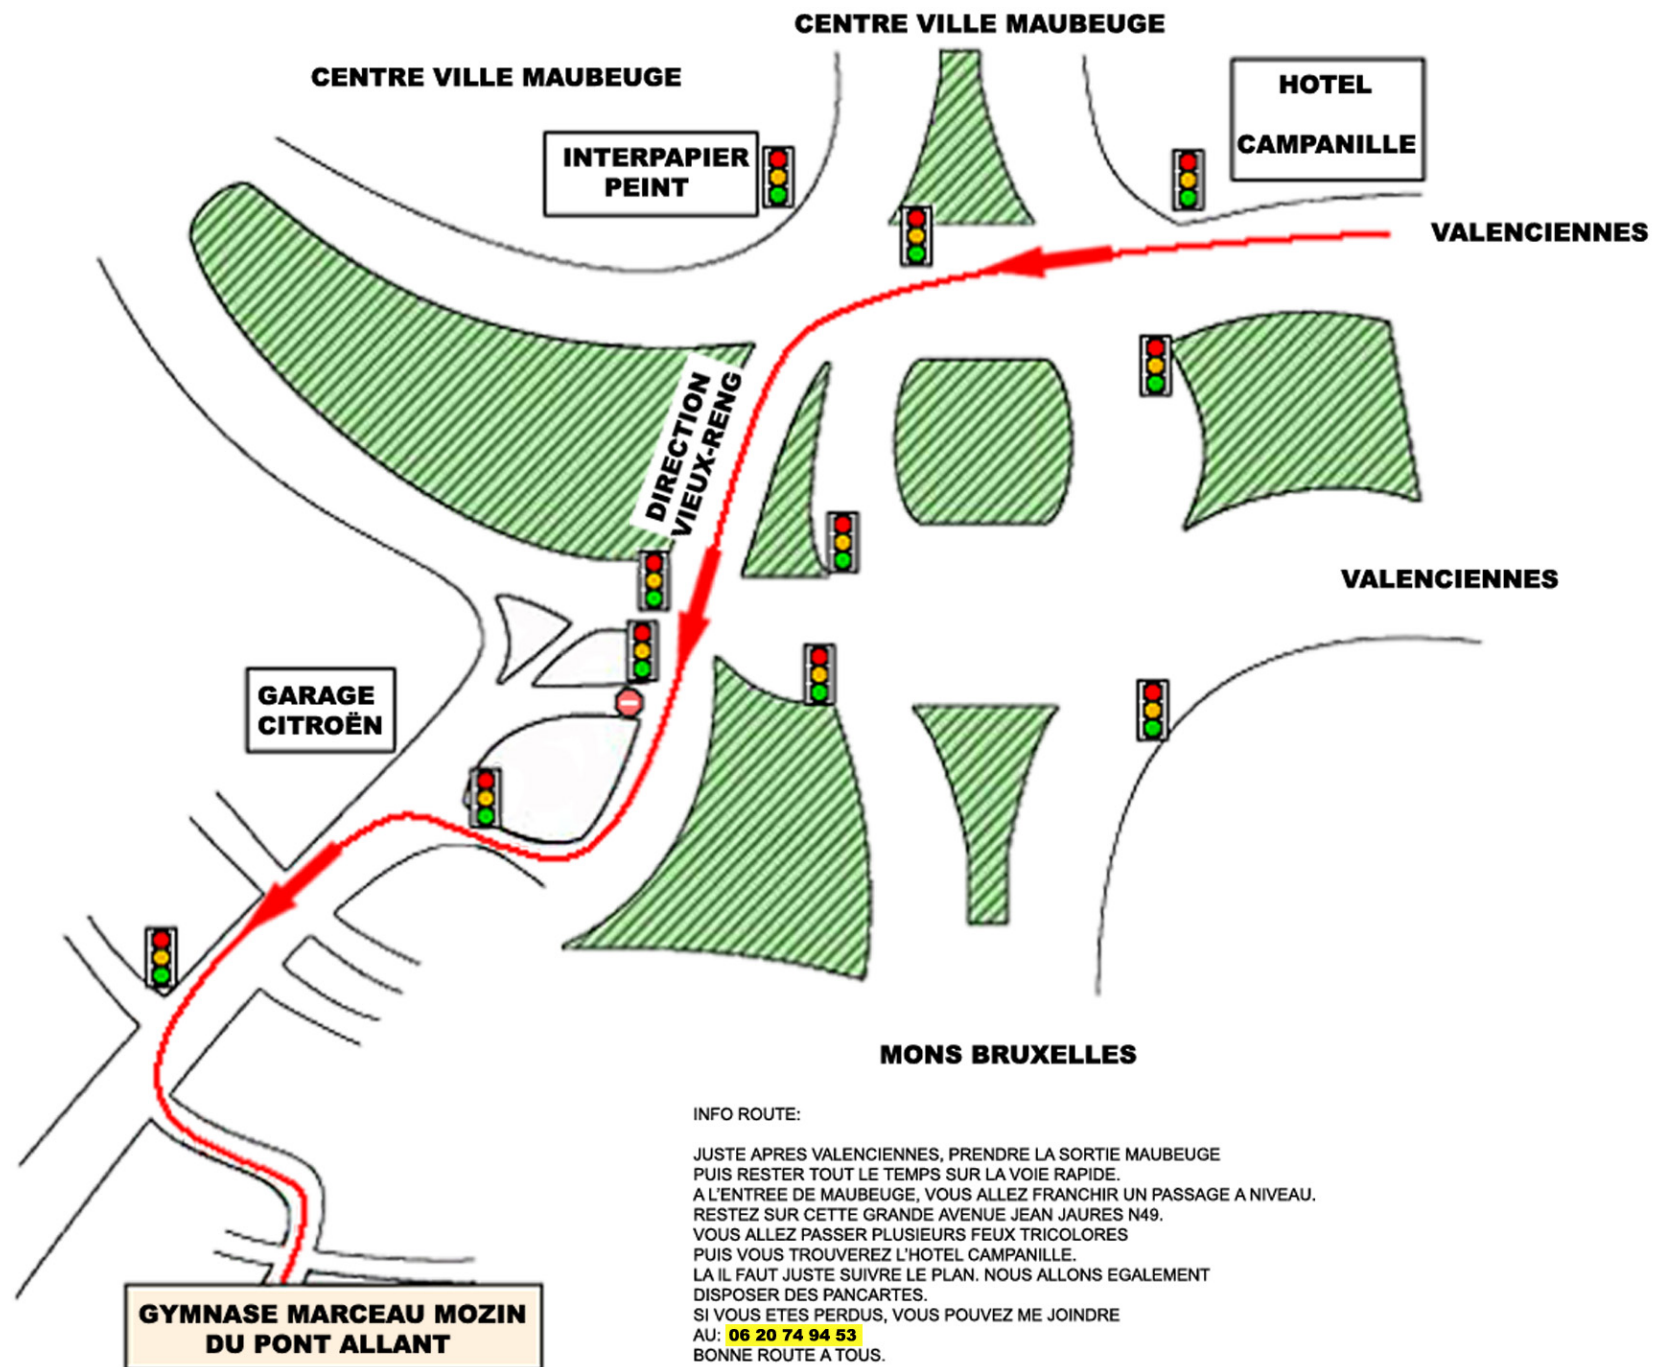 CENTRE VILLE MAUBEUGE
CENTRE VILLE MAUBEUGE
HOTEL
CAMPANILLE
INTERPAPIER
PEINT
VALENCIENNES
DIRECTION
VIEUX-RENG
VALENCIENNES
GARAGE
CITROËN
MONS BRUXELLES
INFO ROUTE:
JUSTE APRES VALENCIENNES, PRENDRE LA SORTIE MAUBEUGE
PUIS RESTER TOUT LE TEMPS SUR LA VOIE RAPIDE.
A L'ENTREE DE MAUBEUGE, VOUS ALLEZ FRANCHIR UN PASSAGE A NIVEAU.
RESTEZ SUR CETTE GRANDE AVENUE JEAN JAURES N49.
VOUS ALLEZ PASSER PLUSIEURS FEUX TRICOLORES
PUIS VOUS TROUVEREZ L'HOTEL CAMPANILLE.
LA IL FAUT JUSTE SUIVRE LE PLAN. NOUS ALLONS EGALEMENT
DISPOSER DES PANCARTES.
SI VOUS ETES PERDUS, VOUS POUVEZ ME JOINDRE
AU: 06 20 74 94 53
BONNE ROUTE A TOUS.
GYMNASE MARCEAU MOZIN
DU PONT ALLANT